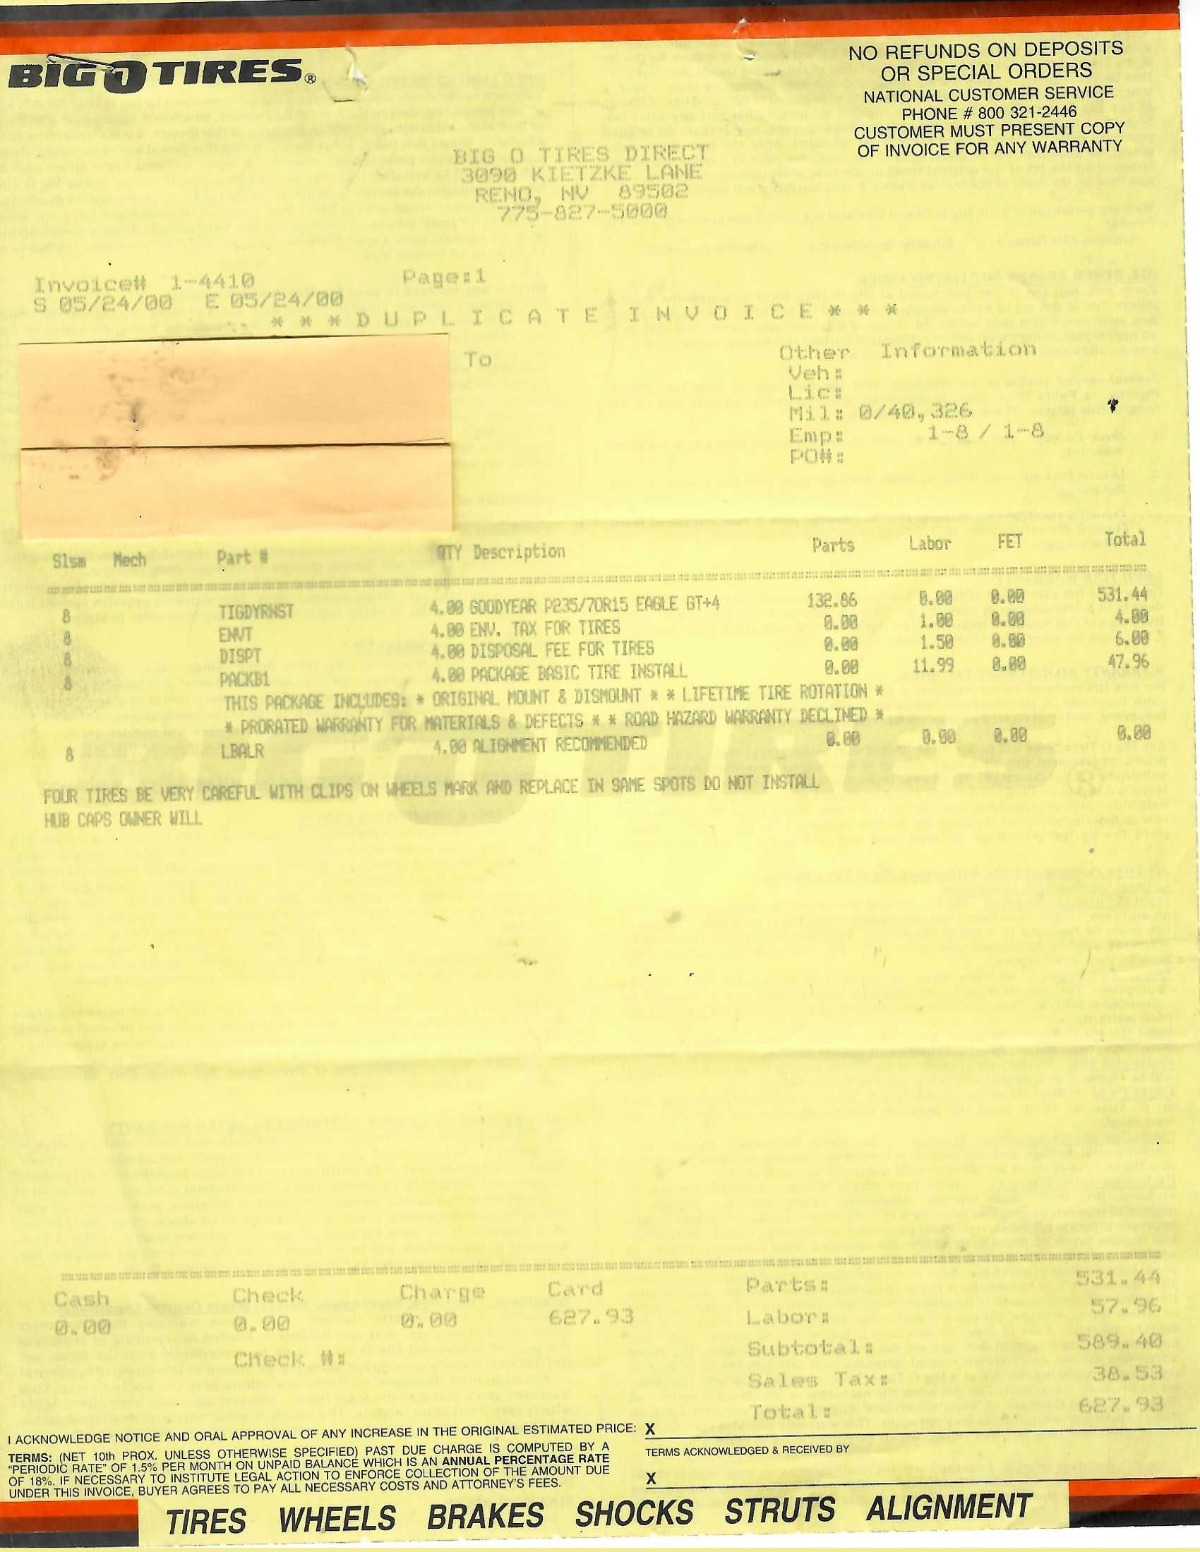 BIG O TIRES®
NO REFUNDS ON DEPOSITS
OR SPECIAL ORDERS
NATIONAL CUSTOMER SERVICE
PHONE # 800 321-2446
CUSTOMER MUST PRESENT COPY
OF INVOICE FOR ANY WARRANTY
BIG O TIRES DIRECT
3090 KIETZKE LANE
RENO, NV 89502
775-827-5000
Invoice# 1-4410 Page:1
S 05/24/00 E 05/24/00
* * * D U P L I C A T E I N V O I C E * * *
To
Other Information
Veh:
Lic:
Mil: 0/40,326
Emp: 1-8 / 1-8
PO#:
Slsm Mech Part # QTY Description Parts Labor FET Total
8 TIGDYRNST 4.00 GOODYEAR P235/70R15 EAGLE GT+4 132.86 0.00 0.00 531.44
8 ENVT 4.00 ENV. TAX FOR TIRES 0.00 1.00 0.00 4.00
8 DISPT 4.00 DISPOSAL FEE FOR TIRES 0.00 1.50 0.00 6.00
8 PACKB1 4.00 PACKAGE BASIC TIRE INSTALL 0.00 11.99 0.00 47.96
THIS PACKAGE INCLUDES: * ORIGINAL MOUNT & DISMOUNT * * LIFETIME TIRE ROTATION *
* PRORATED WARRANTY FOR MATERIALS & DEFECTS * * ROAD HAZARD WARRANTY DECLINED *
8 LBALR 4.00 ALIGNMENT RECOMMENDED 0.00 0.00 0.00 0.00
FOUR TIRES BE VERY CAREFUL WITH CLIPS ON WHEELS MARK AND REPLACE IN SAME SPOTS DO NOT INSTALL
HUB CAPS OWNER WILL
Cash Check Charge Card
0.00 0.00 0.00 627.93
Check #:
Parts: 531.44
Labor: 57.96
Subtotal: 589.40
Sales Tax: 38.53
Total: 627.93
I ACKNOWLEDGE NOTICE AND ORAL APPROVAL OF ANY INCREASE IN THE ORIGINAL ESTIMATED PRICE: X
TERMS: (NET 10th PROX. UNLESS OTHERWISE SPECIFIED) PAST DUE CHARGE IS COMPUTED BY A
"PERIODIC RATE" OF 1.5% PER MONTH ON UNPAID BALANCE WHICH IS AN ANNUAL PERCENTAGE RATE
OF 18%. IF NECESSARY TO INSTITUTE LEGAL ACTION TO ENFORCE COLLECTION OF THE AMOUNT DUE
UNDER THIS INVOICE, BUYER AGREES TO PAY ALL NECESSARY COSTS AND ATTORNEY'S FEES.
TERMS ACKNOWLEDGED & RECEIVED BY
X
TIRES WHEELS BRAKES SHOCKS STRUTS ALIGNMENT